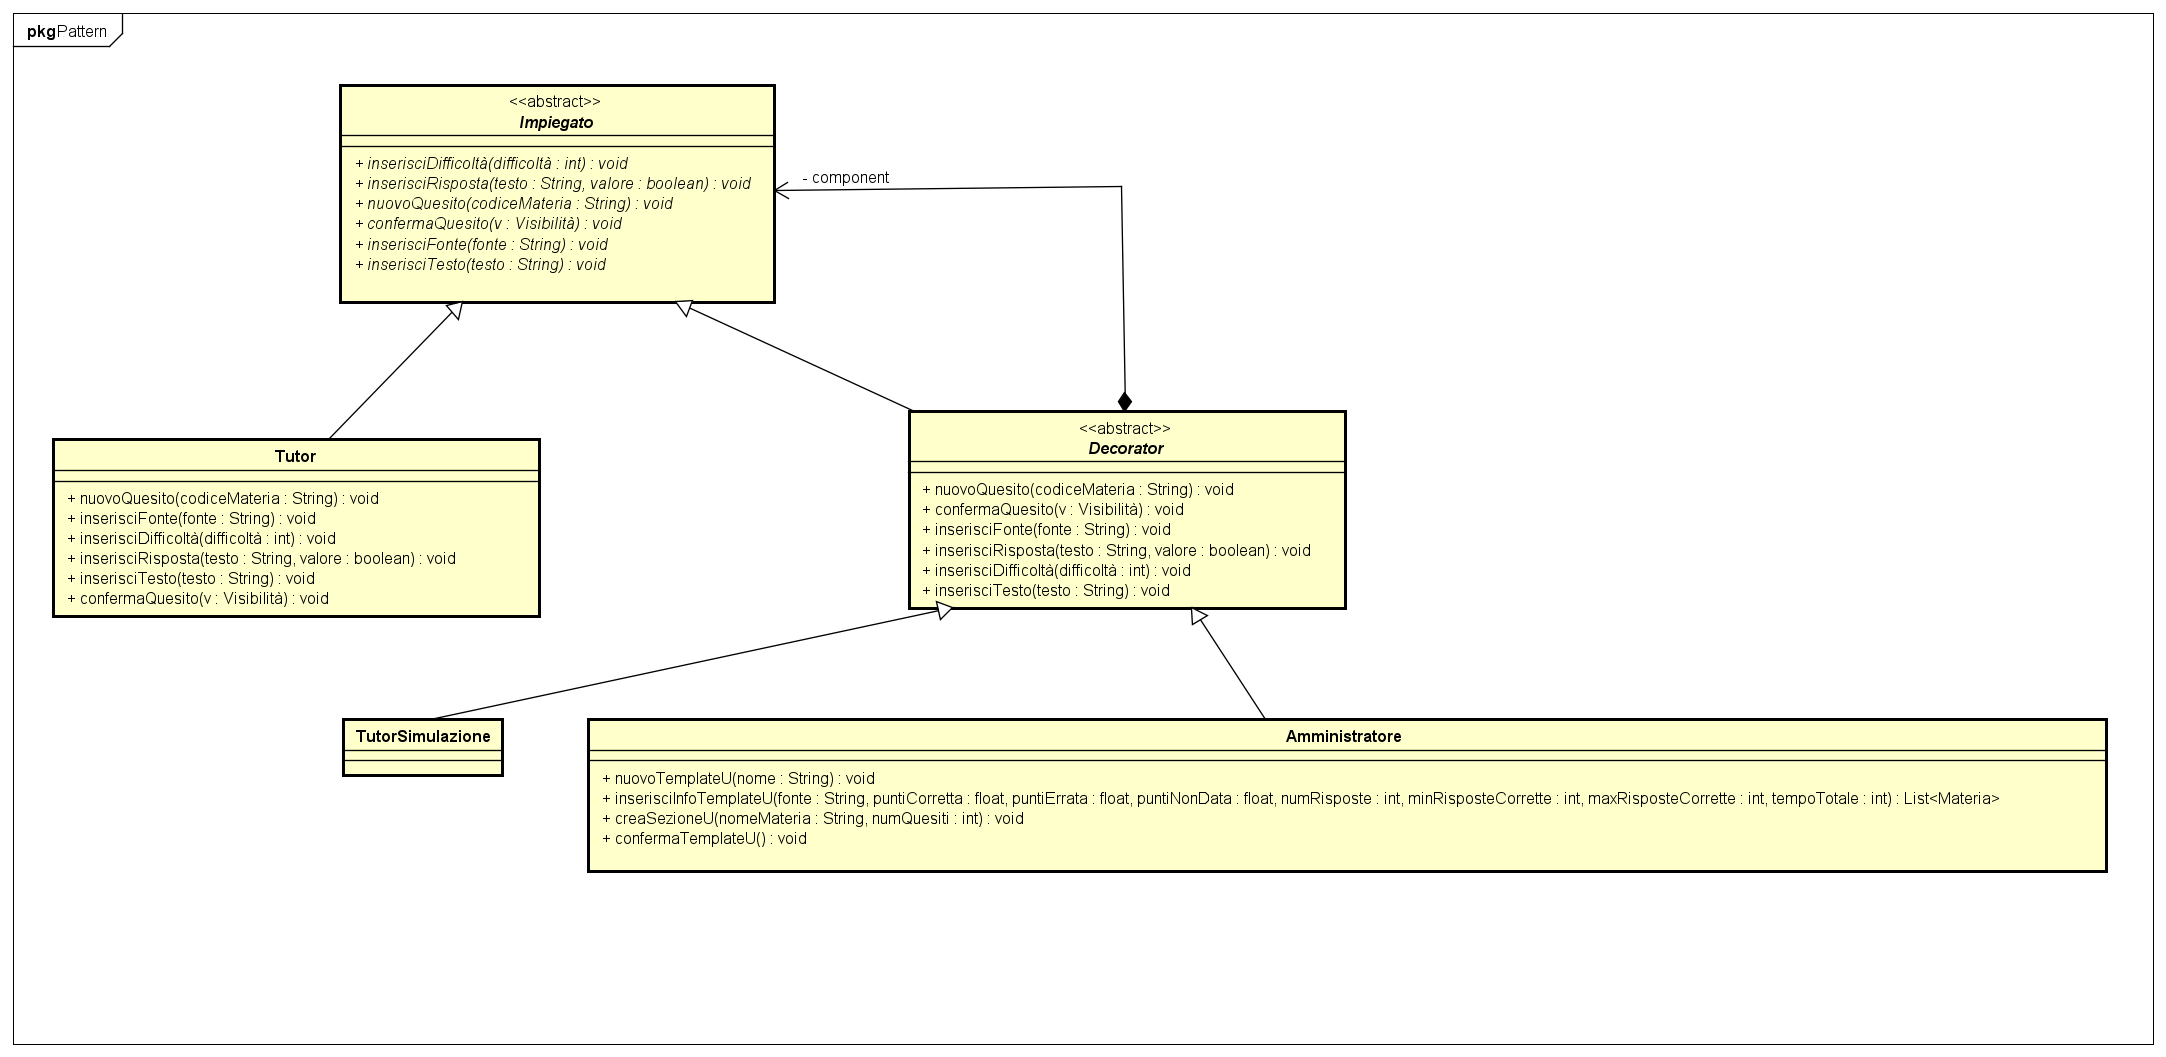 pkg Pattern
<<abstract>>
Impiegato
+ inserisciDifficoltà(difficoltà : int) : void
+ inserisciRisposta(testo : String, valore : boolean) : void
+ nuovoQuesito(codiceMateria : String) : void
+ confermaQuesito(v : Visibilità) : void
+ inserisciFonte(fonte : String) : void
+ inserisciTesto(testo : String) : void
- component
Tutor
+ nuovoQuesito(codiceMateria : String) : void
+ inserisciFonte(fonte : String) : void
+ inserisciDifficoltà(difficoltà : int) : void
+ inserisciRisposta(testo : String, valore : boolean) : void
+ inserisciTesto(testo : String) : void
+ confermaQuesito(v : Visibilità) : void
<<abstract>>
Decorator
+ nuovoQuesito(codiceMateria : String) : void
+ confermaQuesito(v : Visibilità) : void
+ inserisciFonte(fonte : String) : void
+ inserisciRisposta(testo : String, valore : boolean) : void
+ inserisciDifficoltà(difficoltà : int) : void
+ inserisciTesto(testo : String) : void
TutorSimulazione
Amministratore
+ nuovoTemplateU(nome : String) : void
+ inserisciInfoTemplateU(fonte : String, puntiCorretta : float, puntiErrata : float, puntiNonData : float, numRisposte : int, minRisposteCorrette : int, maxRisposteCorrette : int, tempoTotale : int) : List<Materia>
+ creaSezioneU(nomeMateria : String, numQuesiti : int) : void
+ confermaTemplateU() : void